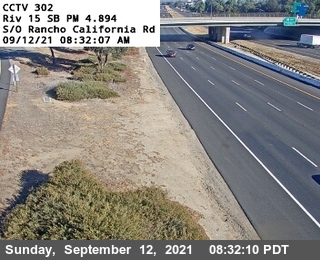 CCTV 302
Riv 15 SB PM 4.894
S/O Rancho California Rd
09/12/21 08:32:07 AM
Sunday, September 12, 2021 08:32:10 PDT